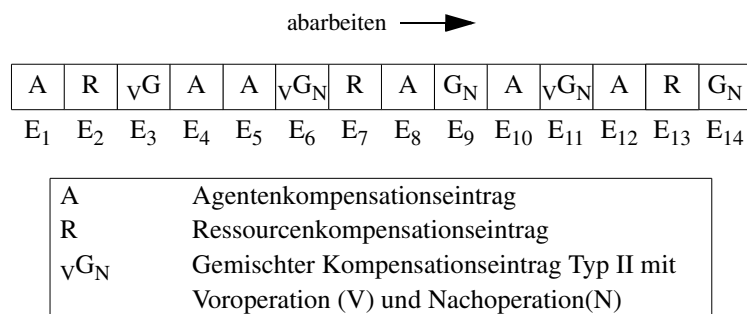 abarbeiten
A R VG A A VGN R A GN A VGN A R GN
E1 E2 E3 E4 E5 E6 E7 E8 E9 E10 E11 E12 E13 E14
A Agentenkompensationseintrag
R Ressourcenkompensationseintrag
VGN Gemischter Kompensationseintrag Typ II mit
Voroperation (V) und Nachoperation(N)